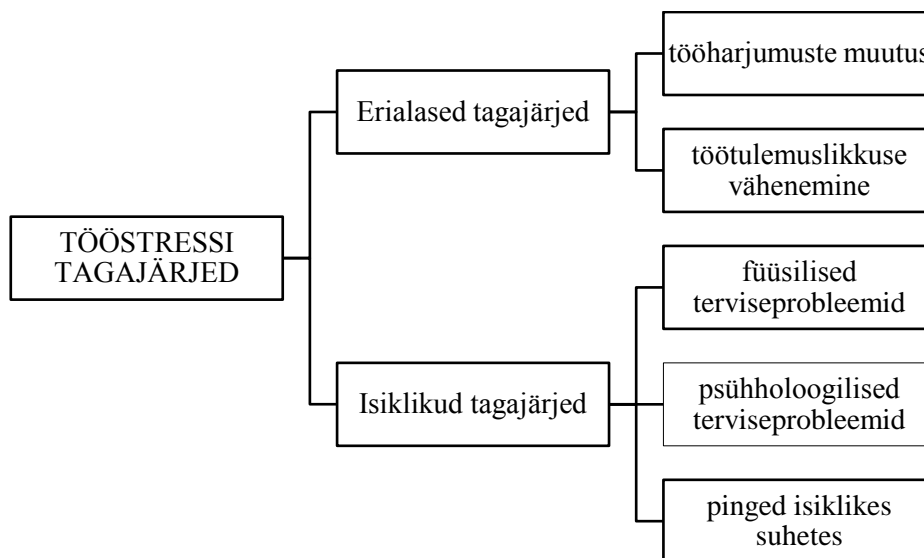 TÖÖSTRESSI
TAGAJÄRJED
Erialased tagajärjed
tööharjumuste muutus
töötulemuslikkuse
vähenemine
Isiklikud tagajärjed
füüsilised
terviseprobleemid
psühholoogilised
terviseprobleemid
pinged isiklikes
suhetes